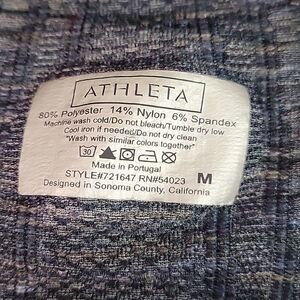 ATHLETA
80% Polyester 14% Nylon 6% Spandex
Machine wash cold/Do not bleach/Tumble dry low
Cool iron if needed/Do not dry clean
"Wash with similar colors together"
30
Made in Portugal
STYLE#721647 RN#54023 M
Designed in Sonoma County, California